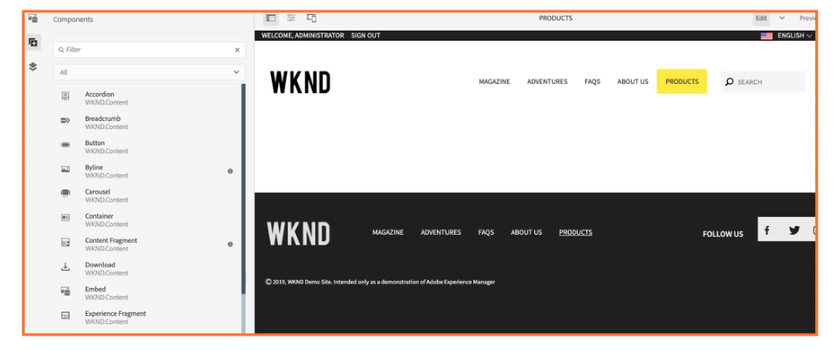 Components
PRODUCTS
Edit
Previ
WELCOME, ADMINISTRATOR SIGN OUT
ENGLISH
Filter
All
WKND
MAGAZINE ADVENTURES FAQS ABOUT US PRODUCTS
SEARCH
Accordion
WKND.Content
Breadcrumb
WKND.Content
Button
WKND.Content
Byline
WKND.Content
Carousel
WKND.Content
Container
WKND.Content
Content Fragment
WKND.Content
Download
WKND.Content
Embed
WKND.Content
Experience Fragment
WKND.Content
WKND
MAGAZINE ADVENTURES FAQS ABOUT US PRODUCTS
FOLLOW US
© 2019, WKND Demo Site. Intended only as a demonstration of Adobe Experience Manager